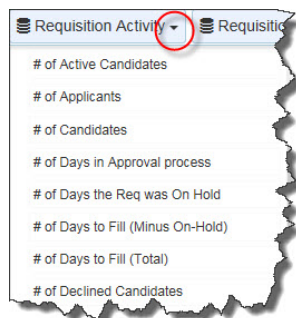 Requisition Activity Requisitio
# of Active Candidates
# of Applicants
# of Candidates
# of Days in Approval process
# of Days the Req was On Hold
# of Days to Fill (Minus On-Hold)
# of Days to Fill (Total)
# of Declined Candidates